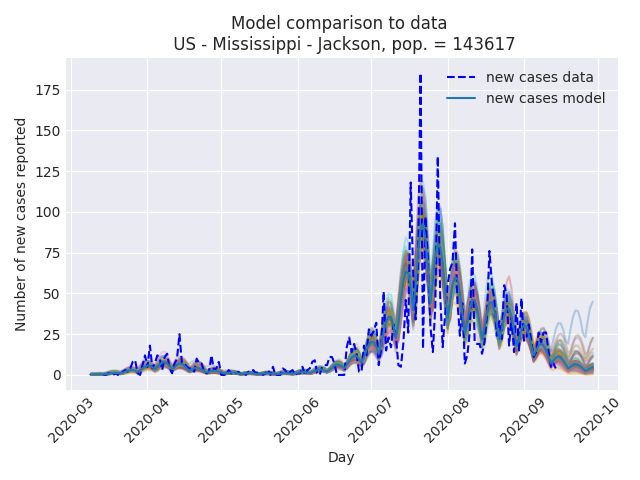 Model comparison to data
US - Mississippi - Jackson, pop. = 143617
new cases data
new cases model
Number of new cases reported
175
150
125
100
75
50
25
0
2020-03
2020-04
2020-05
2020-06
2020-07
2020-08
2020-09
2020-10
Day